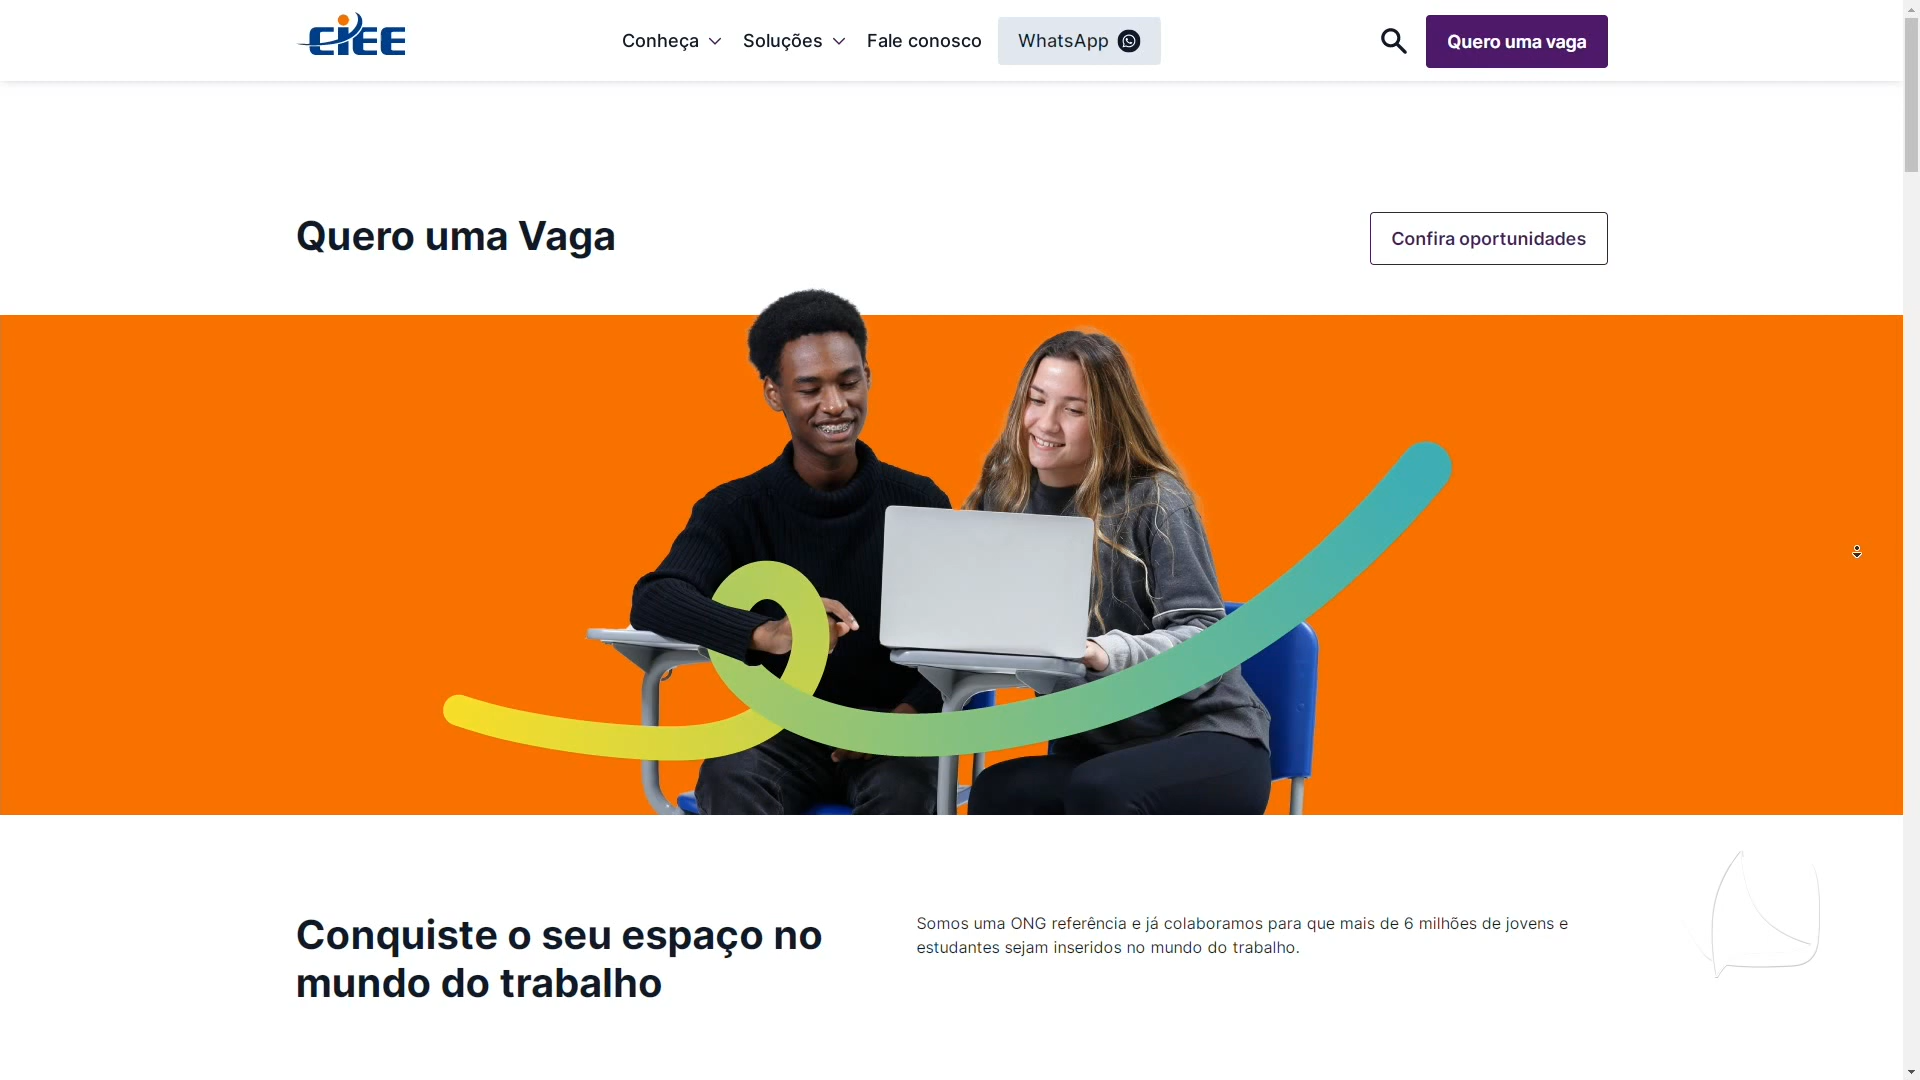 CIEE
Conheça
Soluções
Fale conosco
WhatsApp
Quero uma vaga
Quero uma Vaga
Confira oportunidades
Conquiste o seu espaço no
mundo do trabalho
Somos uma ONG referência e já colaboramos para que mais de 6 milhões de jovens e
estudantes sejam inseridos no mundo do trabalho.